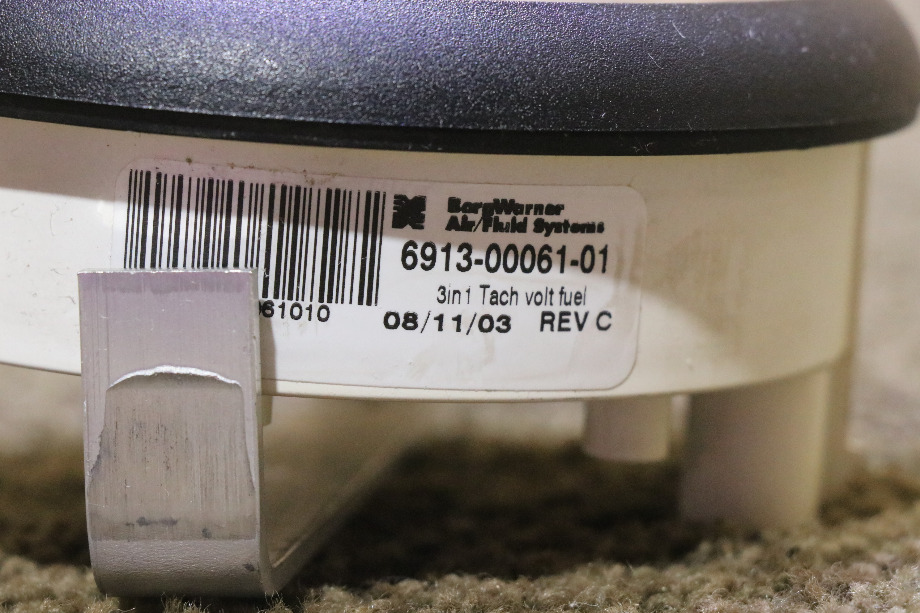 BorgWarner
Air/Fluid Systems
6913-00061-01
3in1 Tach volt fuel
61010
08/11/03 REV C